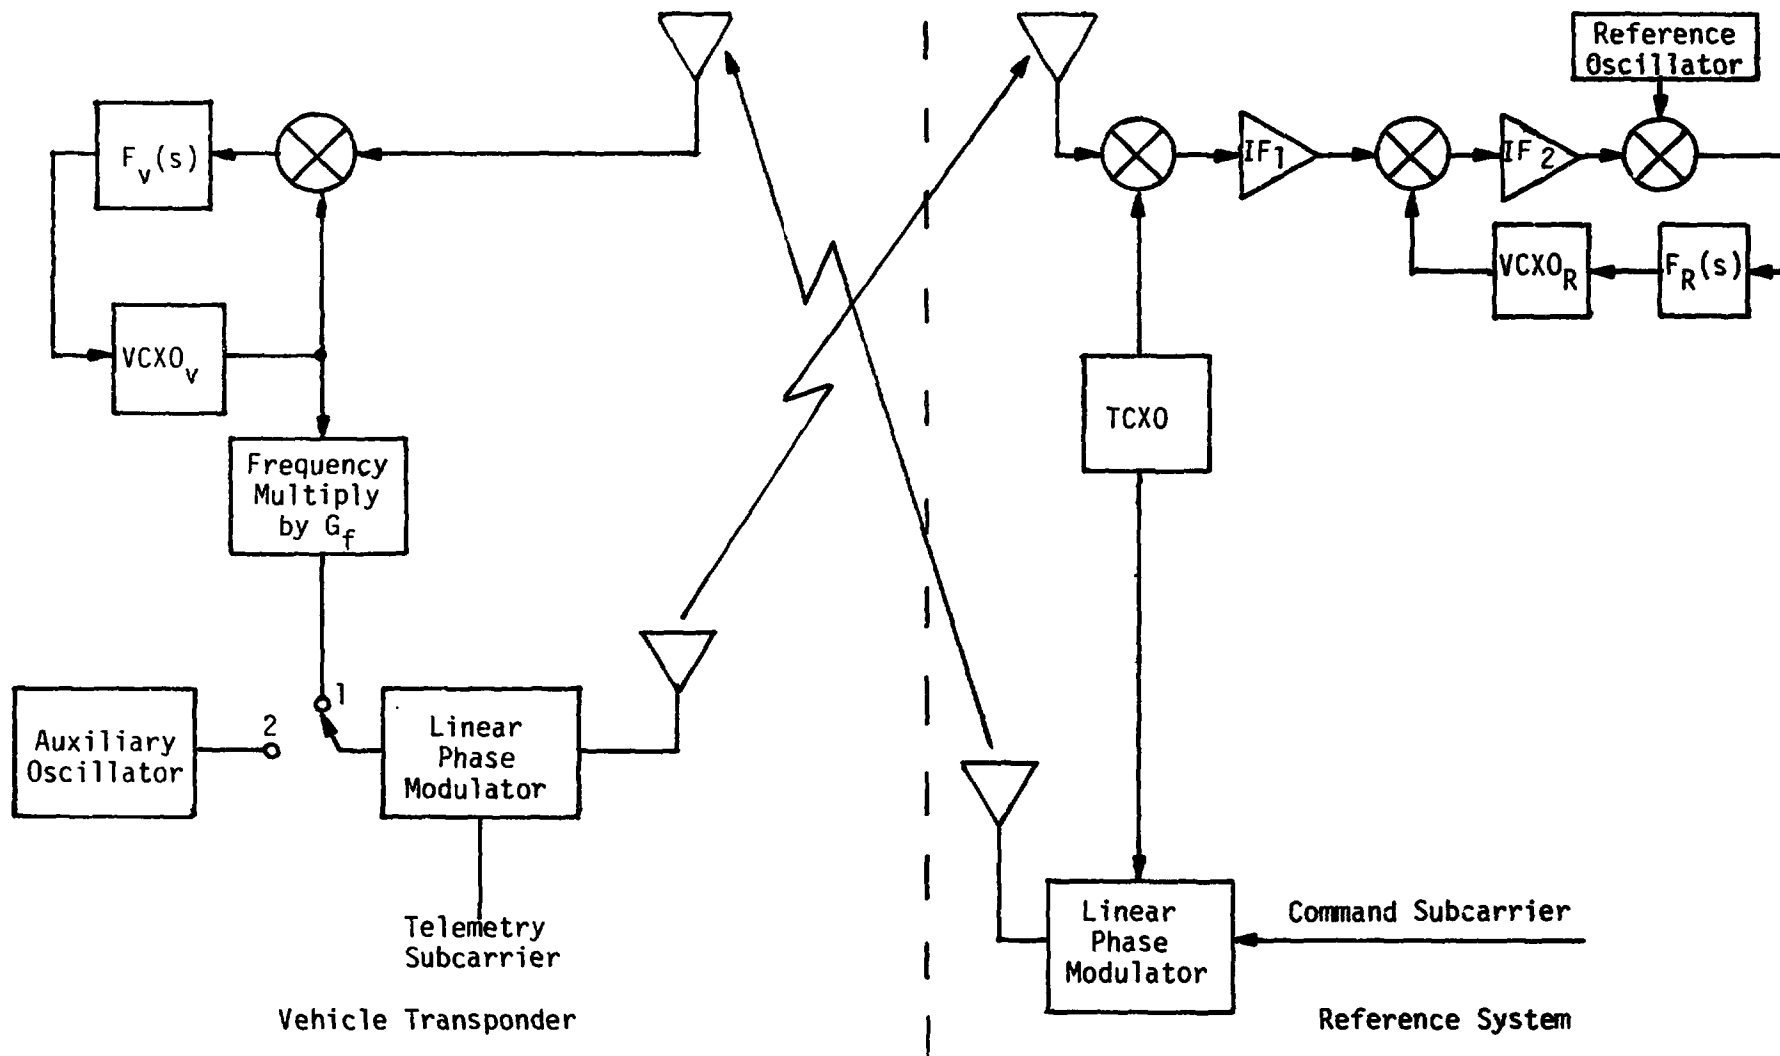 Reference
Oscillator
F_v(s)
IF_1
IF_2
VCXO_R
F_R(s)
VCXO_v
TCXO
Frequency
Multiply
by G_f
1
2
Auxiliary
Oscillator
Linear
Phase
Modulator
Telemetry
Subcarrier
Linear
Phase
Modulator
Command Subcarrier
Vehicle Transponder
Reference System